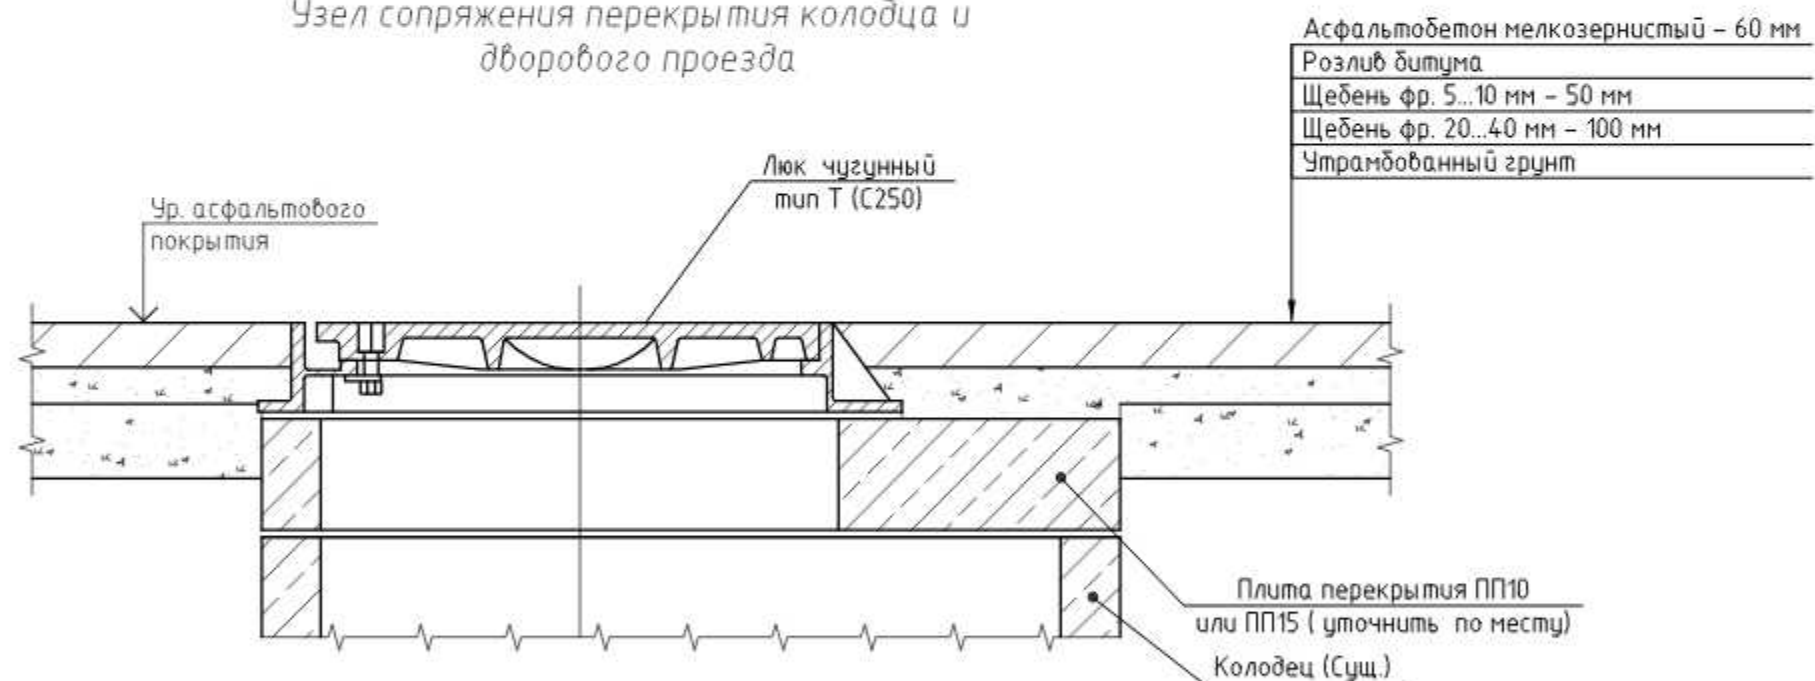 Узел сопряжения перекрытия колодца и
дворового проезда
Асфальтобетон мелкозернистый – 60 мм
Розлив битума
Щебень фр. 5...10 мм – 50 мм
Щебень фр. 20...40 мм – 100 мм
Утрамбованный грунт
Люк чугунный
тип Т (С250)
Ур. асфальтового
покрытия
Плита перекрытия ПП10
или ПП15 ( уточнить по месту)
Колодец (Сущ.)